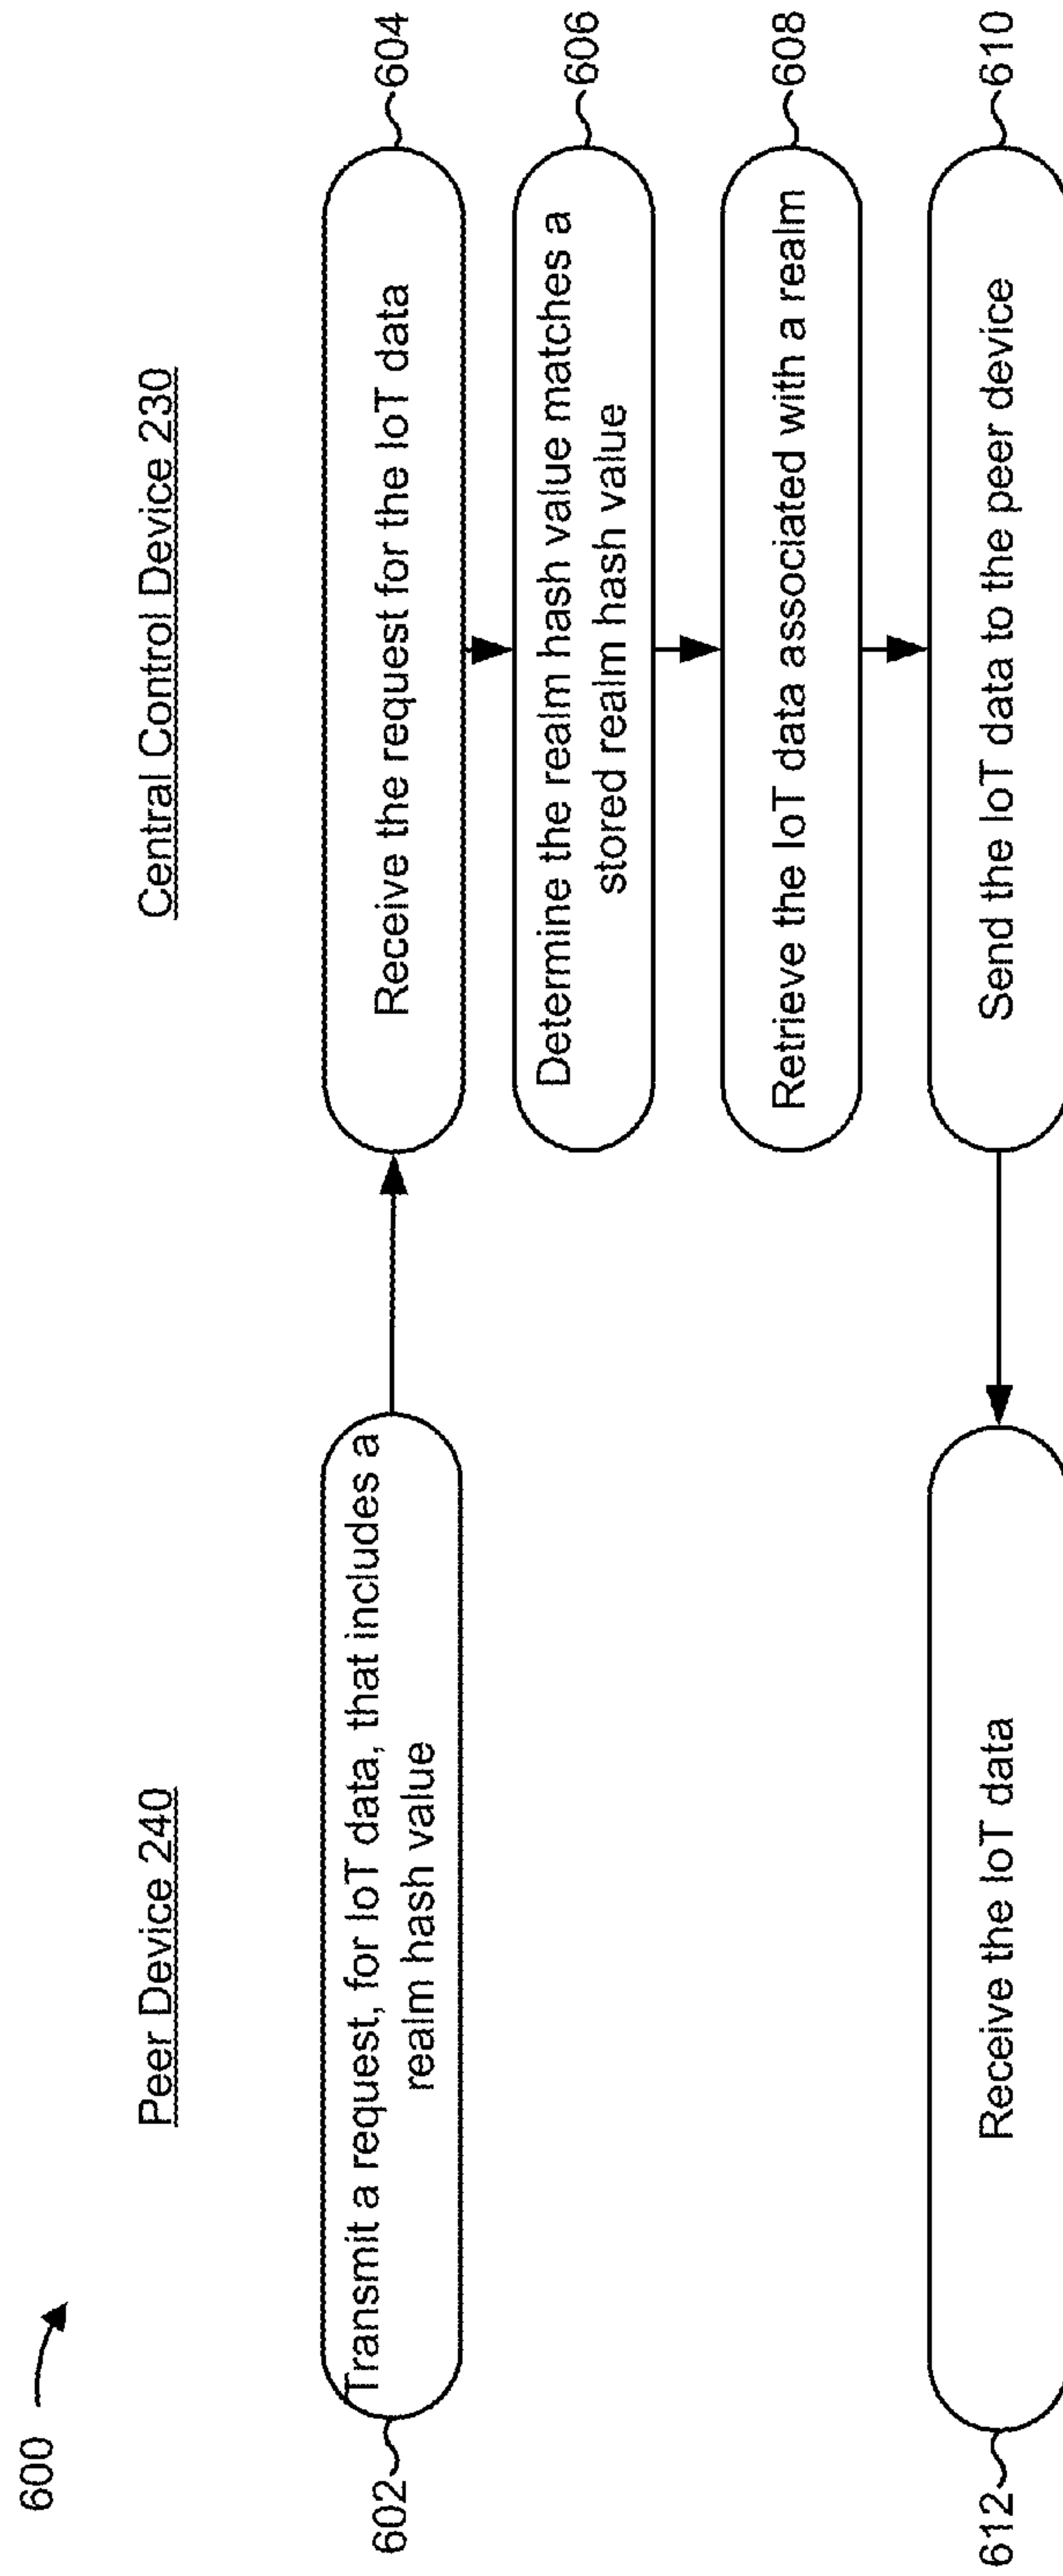 600
Peer Device 240
Central Control Device 230
602
Transmit a request, for IoT data, that includes a
realm hash value
Receive the request for the IoT data
604
Determine the realm hash value matches a
stored realm hash value
606
Retrieve the IoT data associated with a realm
608
612
Receive the IoT data
Send the IoT data to the peer device
610